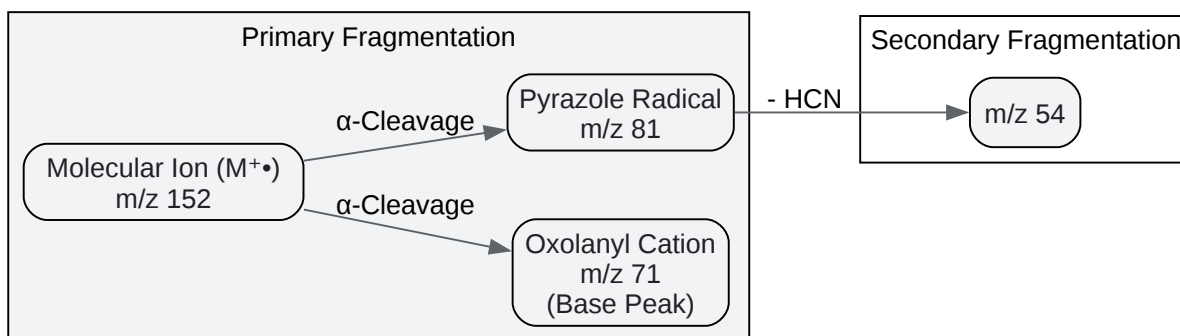 Primary Fragmentation
Secondary Fragmentation
Pyrazole Radical
m/z 81
- HCN
m/z 54
α-Cleavage
Molecular Ion (M⁺•)
m/z 152
α-Cleavage
Oxolanyl Cation
m/z 71
(Base Peak)